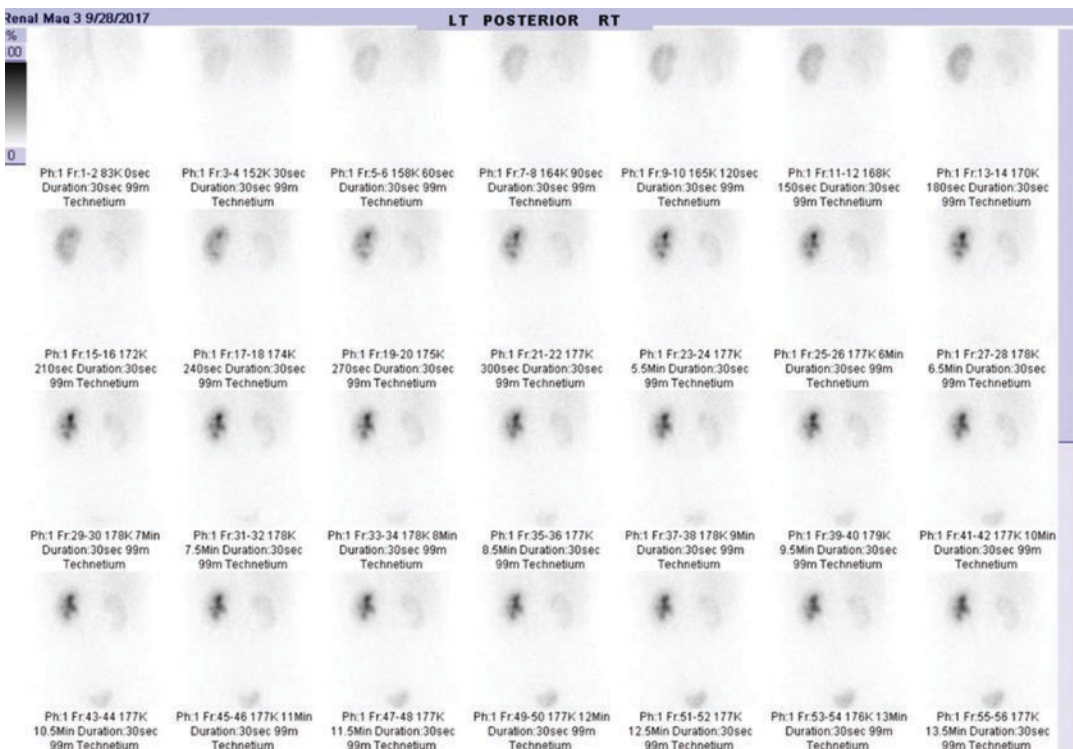 Renal Mag 3 9/28/2017
LT POSTERIOR RT
%
00
0
Ph:1 Fr:1-2 83K 0sec
Duration:30sec 99m
Technetium
Ph:1 Fr:3-4 152K 30sec
Duration:30sec 99m
Technetium
Ph:1 Fr:5-6 158K 60sec
Duration:30sec 99m
Technetium
Ph:1 Fr:7-8 164K 90sec
Duration:30sec 99m
Technetium
Ph:1 Fr:9-10 165K 120sec
Duration:30sec 99m
Technetium
Ph:1 Fr:11-12 168K
150sec Duration:30sec
99m Technetium
Ph:1 Fr:13-14 170K
180sec Duration:30sec
99m Technetium
Ph:1 Fr:15-16 172K
210sec Duration:30sec
99m Technetium
Ph:1 Fr:17-18 174K
240sec Duration:30sec
99m Technetium
Ph:1 Fr:19-20 175K
270sec Duration:30sec
99m Technetium
Ph:1 Fr:21-22 177K
300sec Duration:30sec
99m Technetium
Ph:1 Fr:23-24 177K
5.5Min Duration:30sec
99m Technetium
Ph:1 Fr:25-26 177K 6Min
Duration:30sec 99m
Technetium
Ph:1 Fr:27-28 178K
6.5Min Duration:30sec
99m Technetium
Ph:1 Fr:29-30 178K 7Min
Duration:30sec 99m
Technetium
Ph:1 Fr:31-32 178K
7.5Min Duration:30sec
99m Technetium
Ph:1 Fr:33-34 178K 8Min
Duration:30sec 99m
Technetium
Ph:1 Fr:35-36 177K
8.5Min Duration:30sec
99m Technetium
Ph:1 Fr:37-38 178K 9Min
Duration:30sec 99m
Technetium
Ph:1 Fr:39-40 179K
9.5Min Duration:30sec
99m Technetium
Ph:1 Fr:41-42 177K 10Min
Duration:30sec 99m
Technetium
Ph:1 Fr:43-44 177K
10.5Min Duration:30sec
99m Technetium
Ph:1 Fr:45-46 177K 11Min
Duration:30sec 99m
Technetium
Ph:1 Fr:47-48 177K
11.5Min Duration:30sec
99m Technetium
Ph:1 Fr:49-50 177K 12Min
Duration:30sec 99m
Technetium
Ph:1 Fr:51-52 177K
12.5Min Duration:30sec
99m Technetium
Ph:1 Fr:53-54 176K 13Min
Duration:30sec 99m
Technetium
Ph:1 Fr:55-56 177K
13.5Min Duration:30sec
99m Technetium